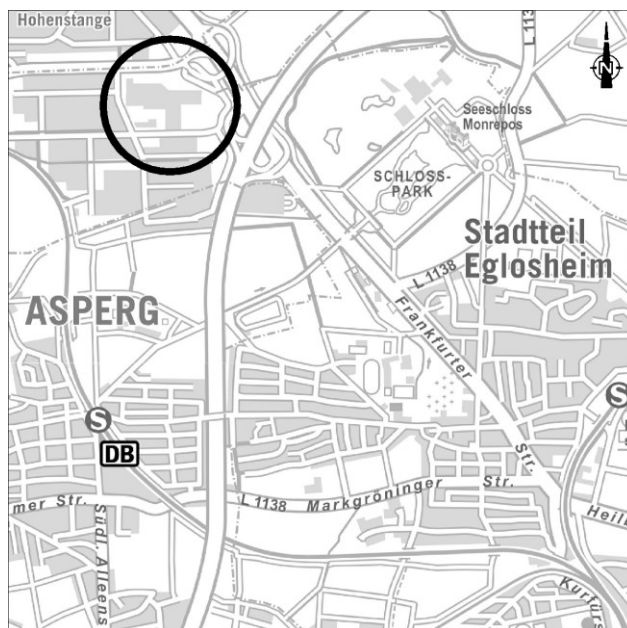 Hohenstange
L 113
N
Seeschloss
Monrepos
SCHLOSS-
PARK
Stadtteil
Eglosheim
L 1138
ASPERG
Frankfurter
S
S
DB
Str.
L 1138 Markgröninger Str.
mer Str.
Südl. Alleens
Heilb
Kurfürs